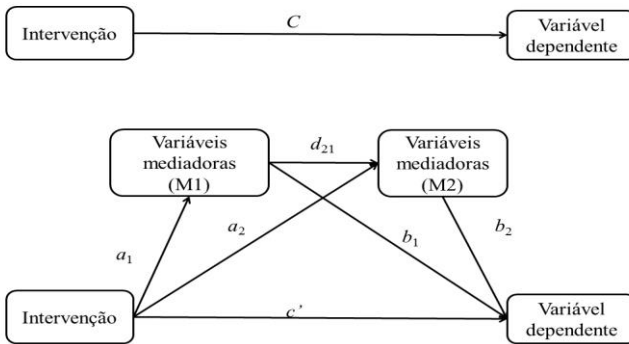 C
Intervenção
Variável
dependente
Variáveis
mediadoras
(M1)
d21
Variáveis
mediadoras
(M2)
a1
a2
b1
b2
Intervenção
c’
Variável
dependente